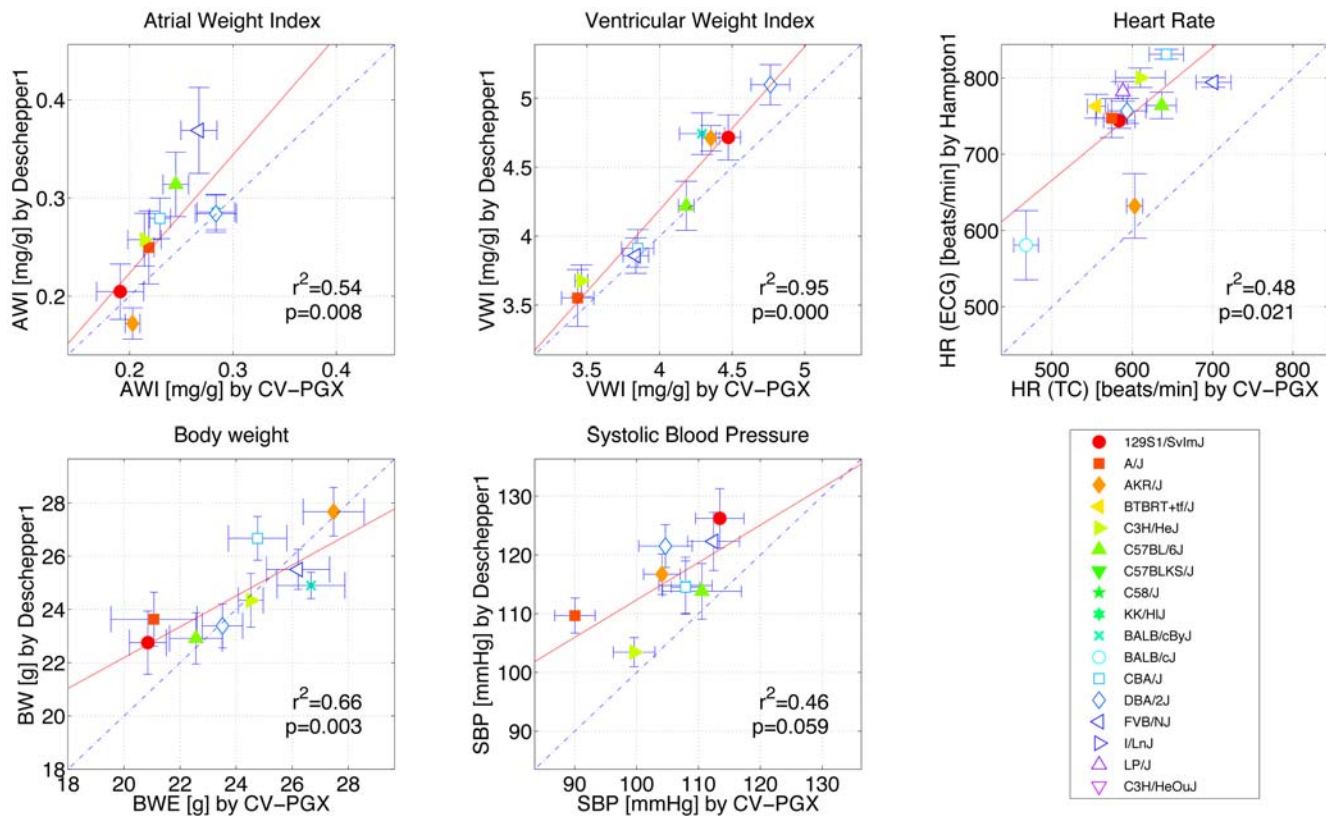 Atrial Weight Index
AWI [mg/g] by Deschepper1
0.4
0.3
0.2
r²=0.54
p=0.008
0.2 0.3 0.4
AWI [mg/g] by CV−PGX
Ventricular Weight Index
VWI [mg/g] by Deschepper1
5
4.5
4
3.5
r²=0.95
p=0.000
3.5 4 4.5 5
VWI [mg/g] by CV−PGX
Heart Rate
HR (ECG) [beats/min] by Hampton1
800
700
600
500
r²=0.48
p=0.021
500 600 700 800
HR (TC) [beats/min] by CV−PGX
Body weight
BW [g] by Deschepper1
28
26
24
22
20
18
r²=0.66
p=0.003
18 20 22 24 26 28
BWE [g] by CV−PGX
Systolic Blood Pressure
SBP [mmHg] by Deschepper1
130
120
110
100
90
r²=0.46
p=0.059
90 100 110 120 130
SBP [mmHg] by CV−PGX
129S1/SvImJ
A/J
AKR/J
BTBRT+tf/J
C3H/HeJ
C57BL/6J
C57BLKS/J
C58/J
KK/HlJ
BALB/cByJ
BALB/cJ
CBA/J
DBA/2J
FVB/NJ
I/LnJ
LP/J
C3H/HeOuJ